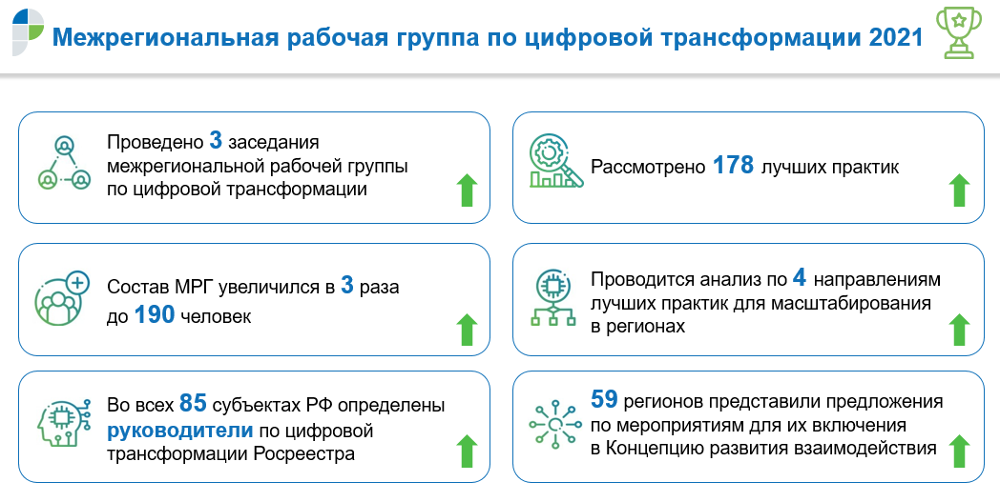 Межрегиональная рабочая группа по цифровой трансформации 2021
Проведено 3 заседания
межрегиональной рабочей группы
по цифровой трансформации
Рассмотрено 178 лучших практик
Состав МРГ увеличился в 3 раза
до 190 человек
Проводится анализ по 4 направлениям
лучших практик для масштабирования
в регионах
Во всех 85 субъектах РФ определены
руководители по цифровой
трансформации Росреестра
59 регионов представили предложения
по мероприятиям для их включения
в Концепцию развития взаимодействия